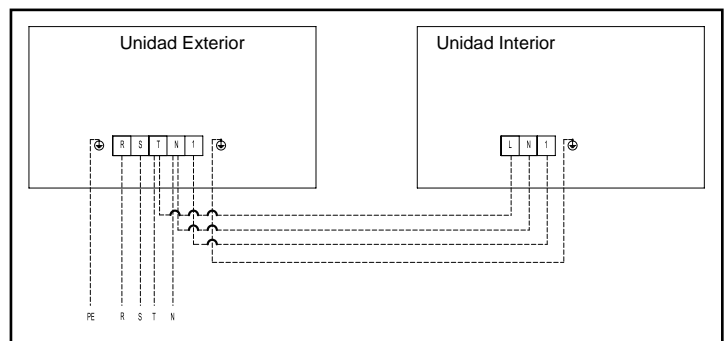 Unidad Exterior
Unidad Interior
R S T N 1
L N 1
PE R S T N